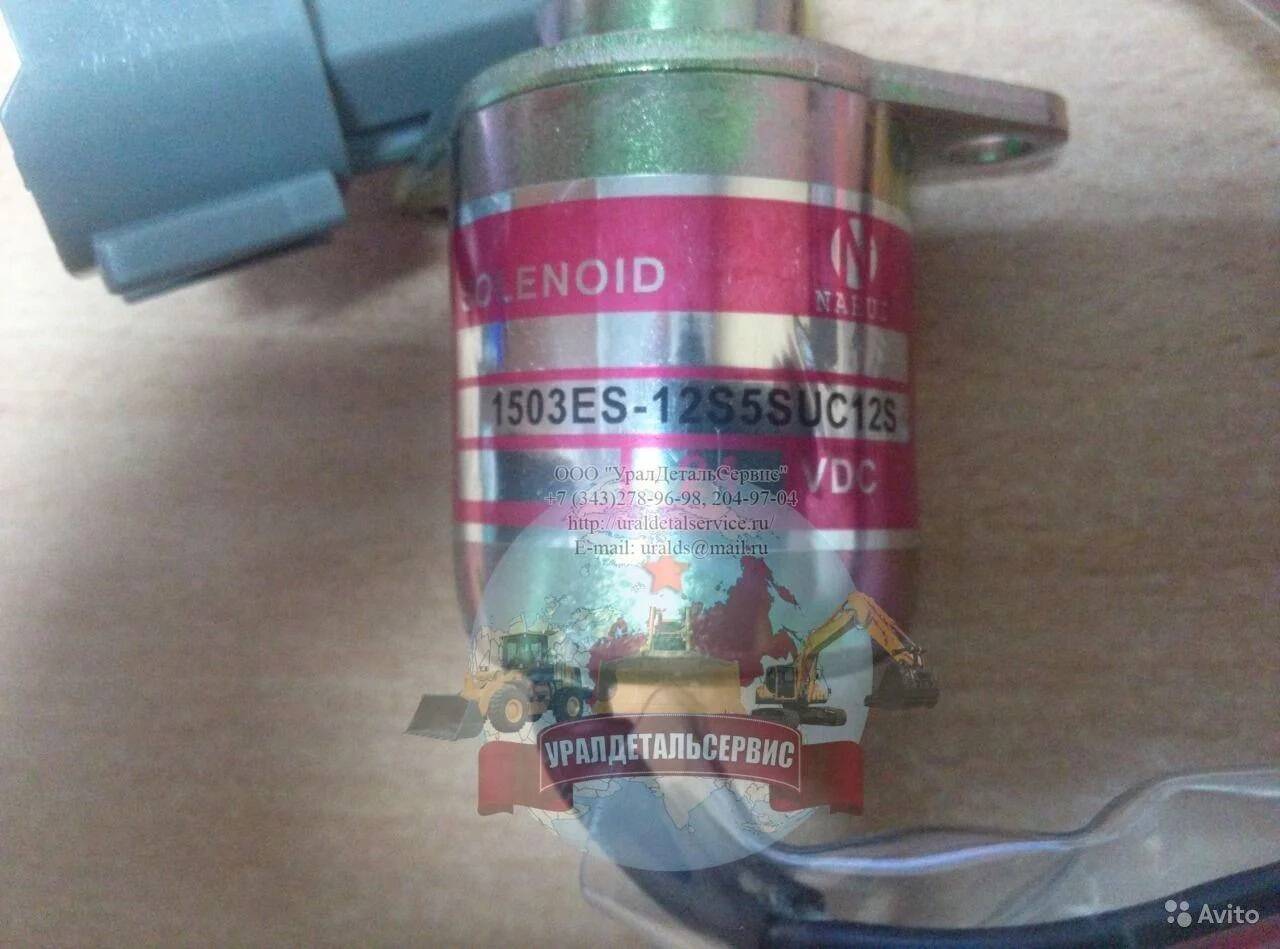 SOLENOID
1503ES-12S5SUC12S
VDC
ООО "УралДетальСервис"
+7 (343)278-96-98, 204-97-04
http://uraldetalservice.ru/
E-mail: uralds@mail.ru
УРАЛДЕТАЛЬСЕРВИС
Avito